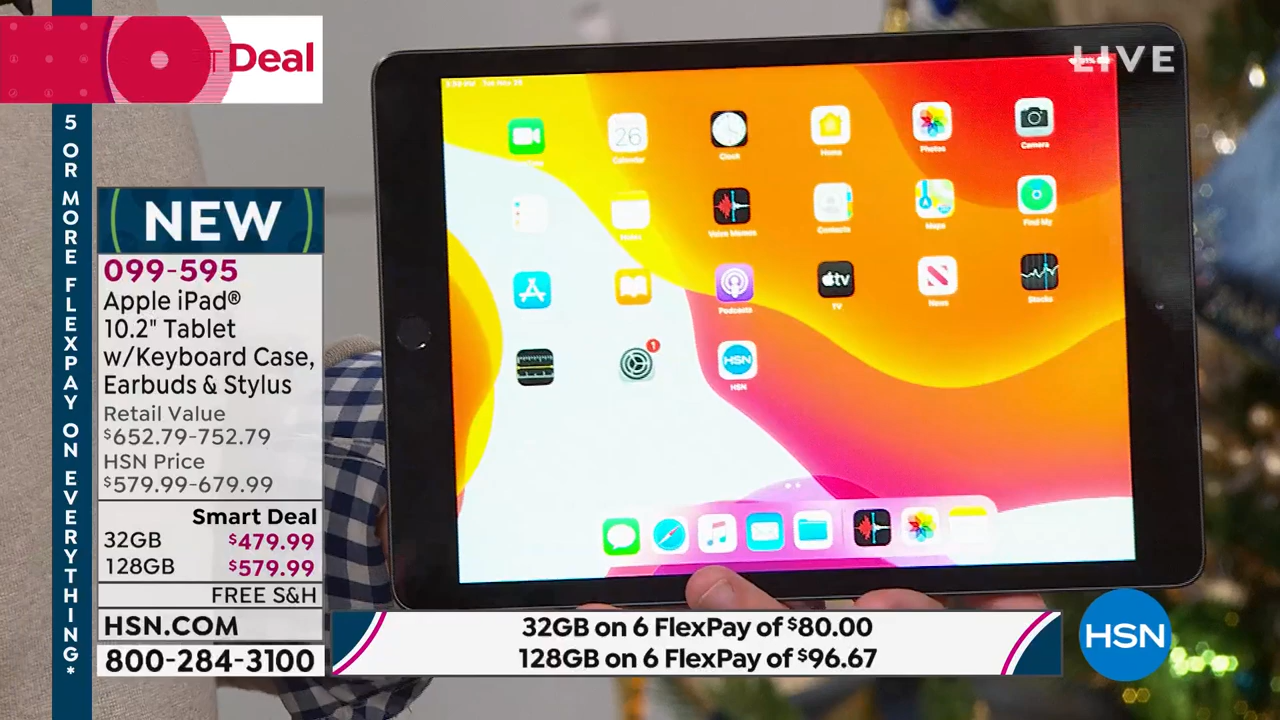 Deal
LIVE
5 OR MORE FLEXPAY ON EVERYTHING*
NEW
099-595
Apple iPad®
10.2" Tablet
w/Keyboard Case,
Earbuds & Stylus
Retail Value
$652.79-752.79
HSN Price
$579.99-679.99
Smart Deal
32GB $479.99
128GB $579.99
FREE S&H
HSN.COM
800-284-3100
26
Calendar
Clock
Home
Photos
Camera
Voice Memos
Contacts
Maps
Find My
Podcasts
tv
TV
News
Stocks
1
HSN
HSN
32GB on 6 FlexPay of $80.00
128GB on 6 FlexPay of $96.67
HSN